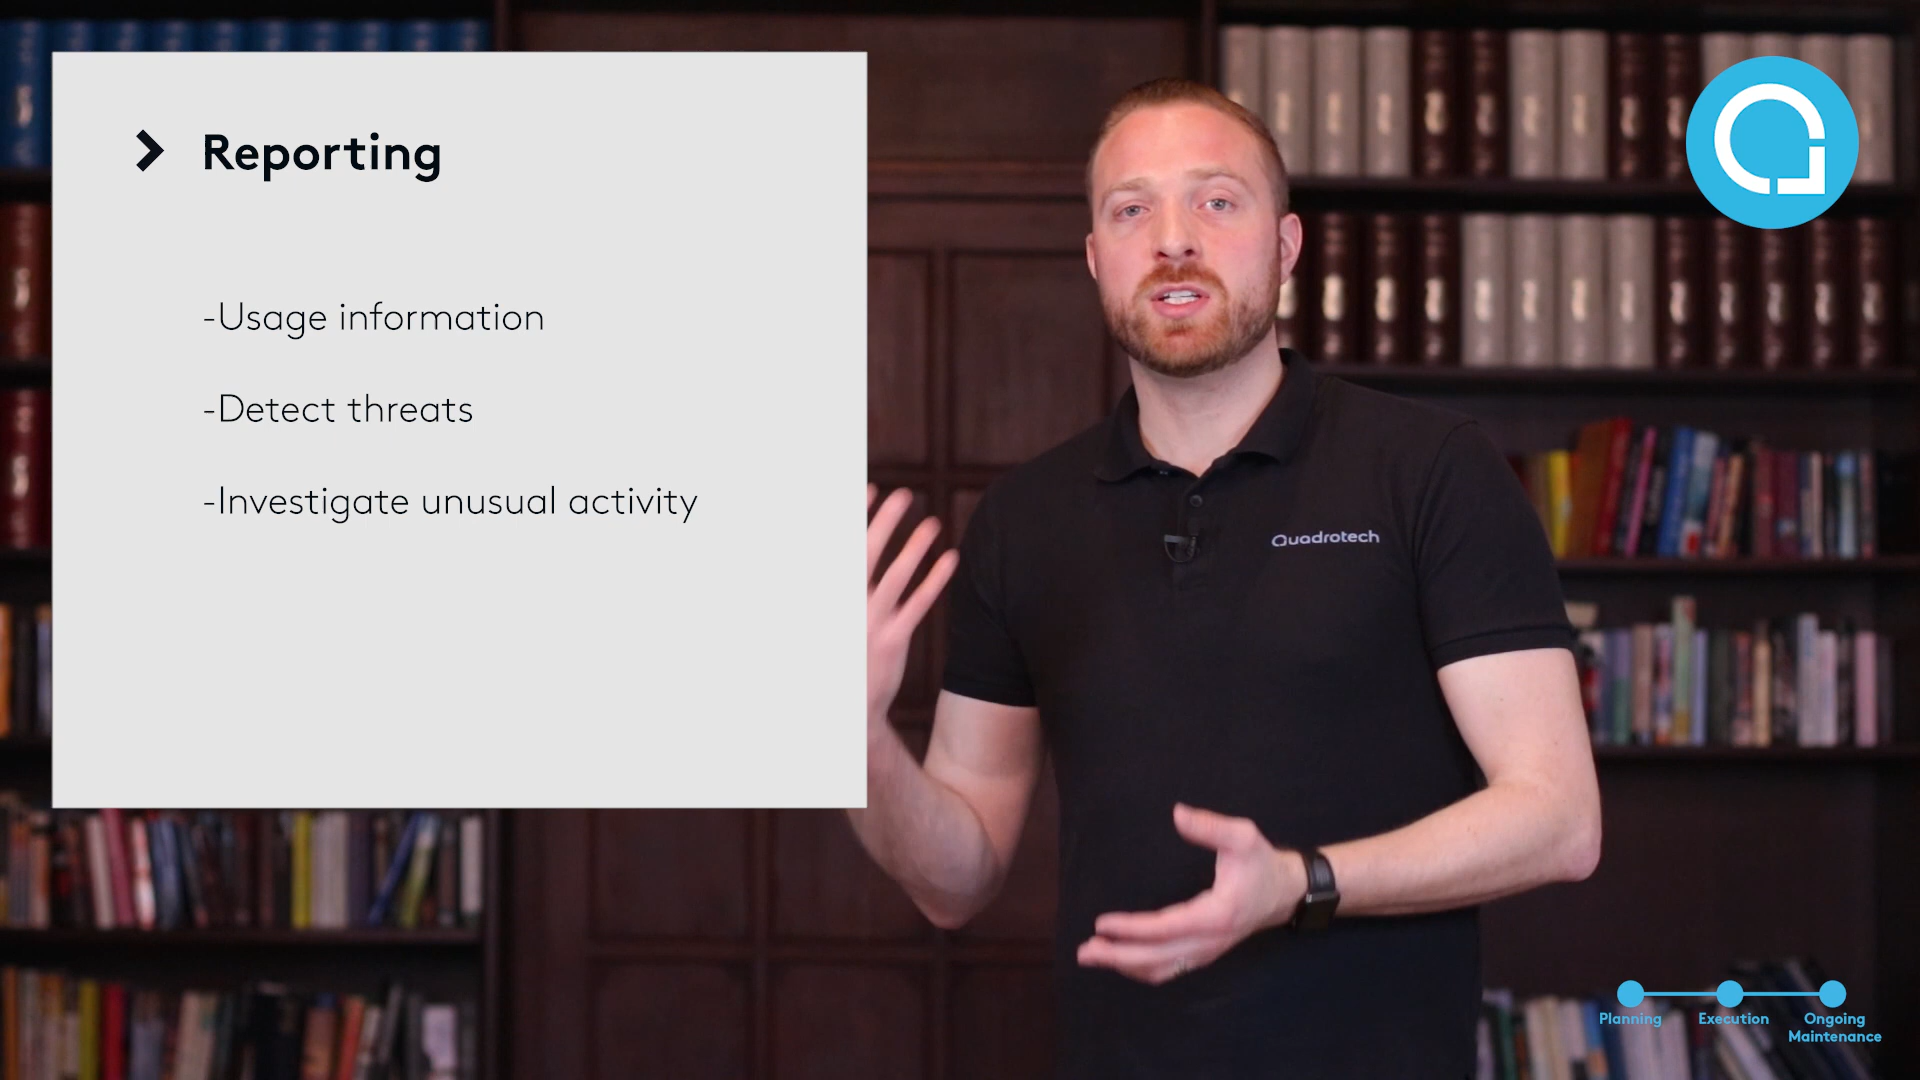 Reporting
-Usage information
-Detect threats
-Investigate unusual activity
Quadrotech
Planning
Execution
Ongoing
Maintenance